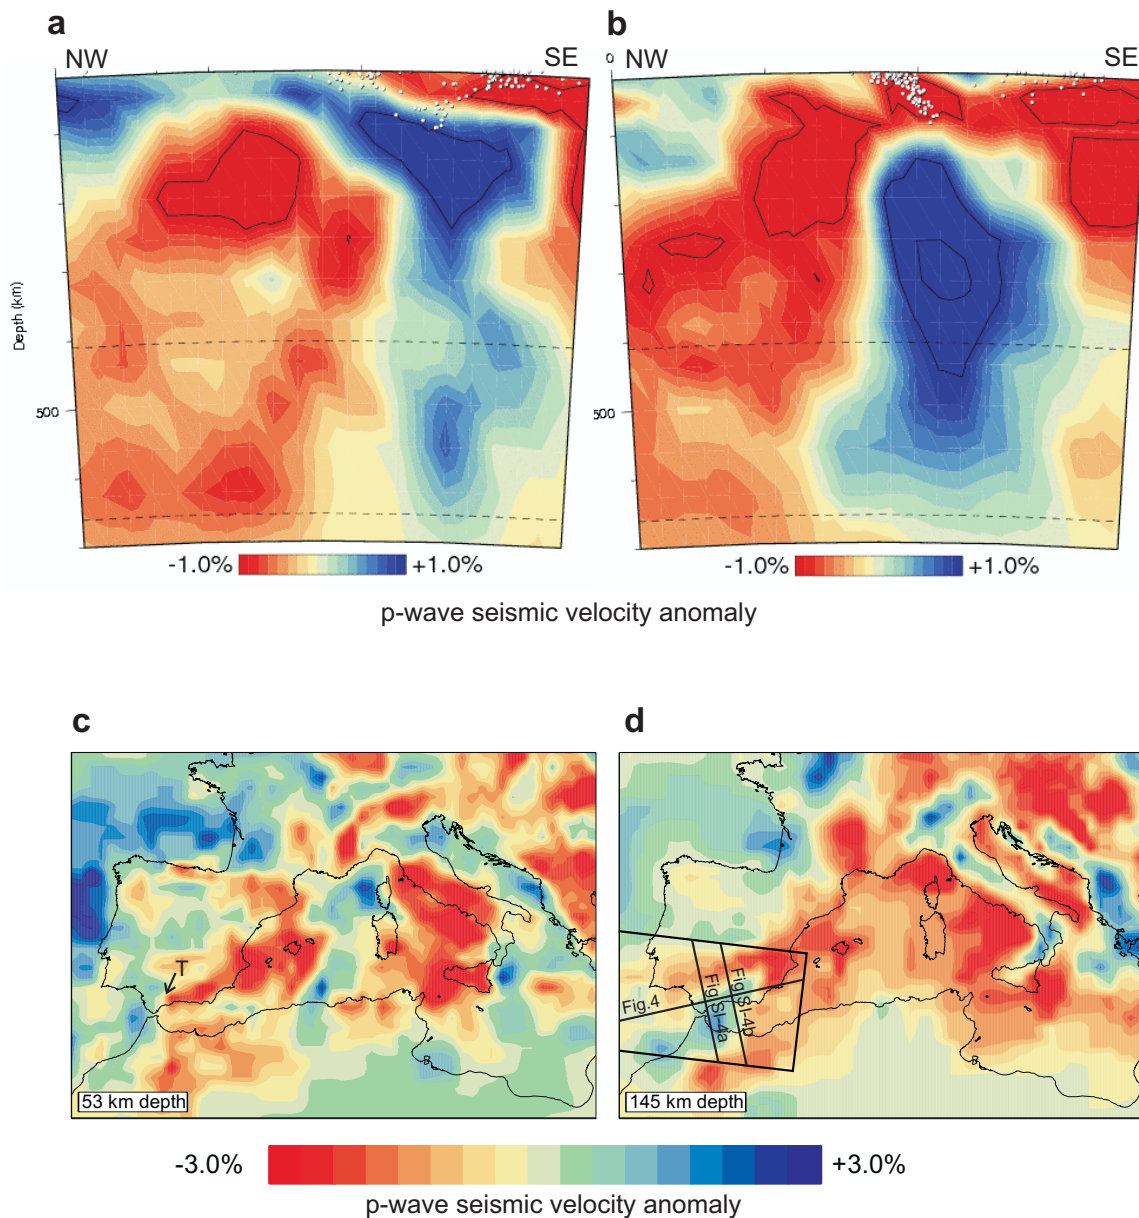 a
b
NW
SE
0
NW
SE
Depth (km)
500
500
-1.0%
+1.0%
-1.0%
+1.0%
p-wave seismic velocity anomaly
c
d
T
Fig.4
Fig.SI-4a
Fig.SI-4b
53 km depth
145 km depth
-3.0%
+3.0%
p-wave seismic velocity anomaly